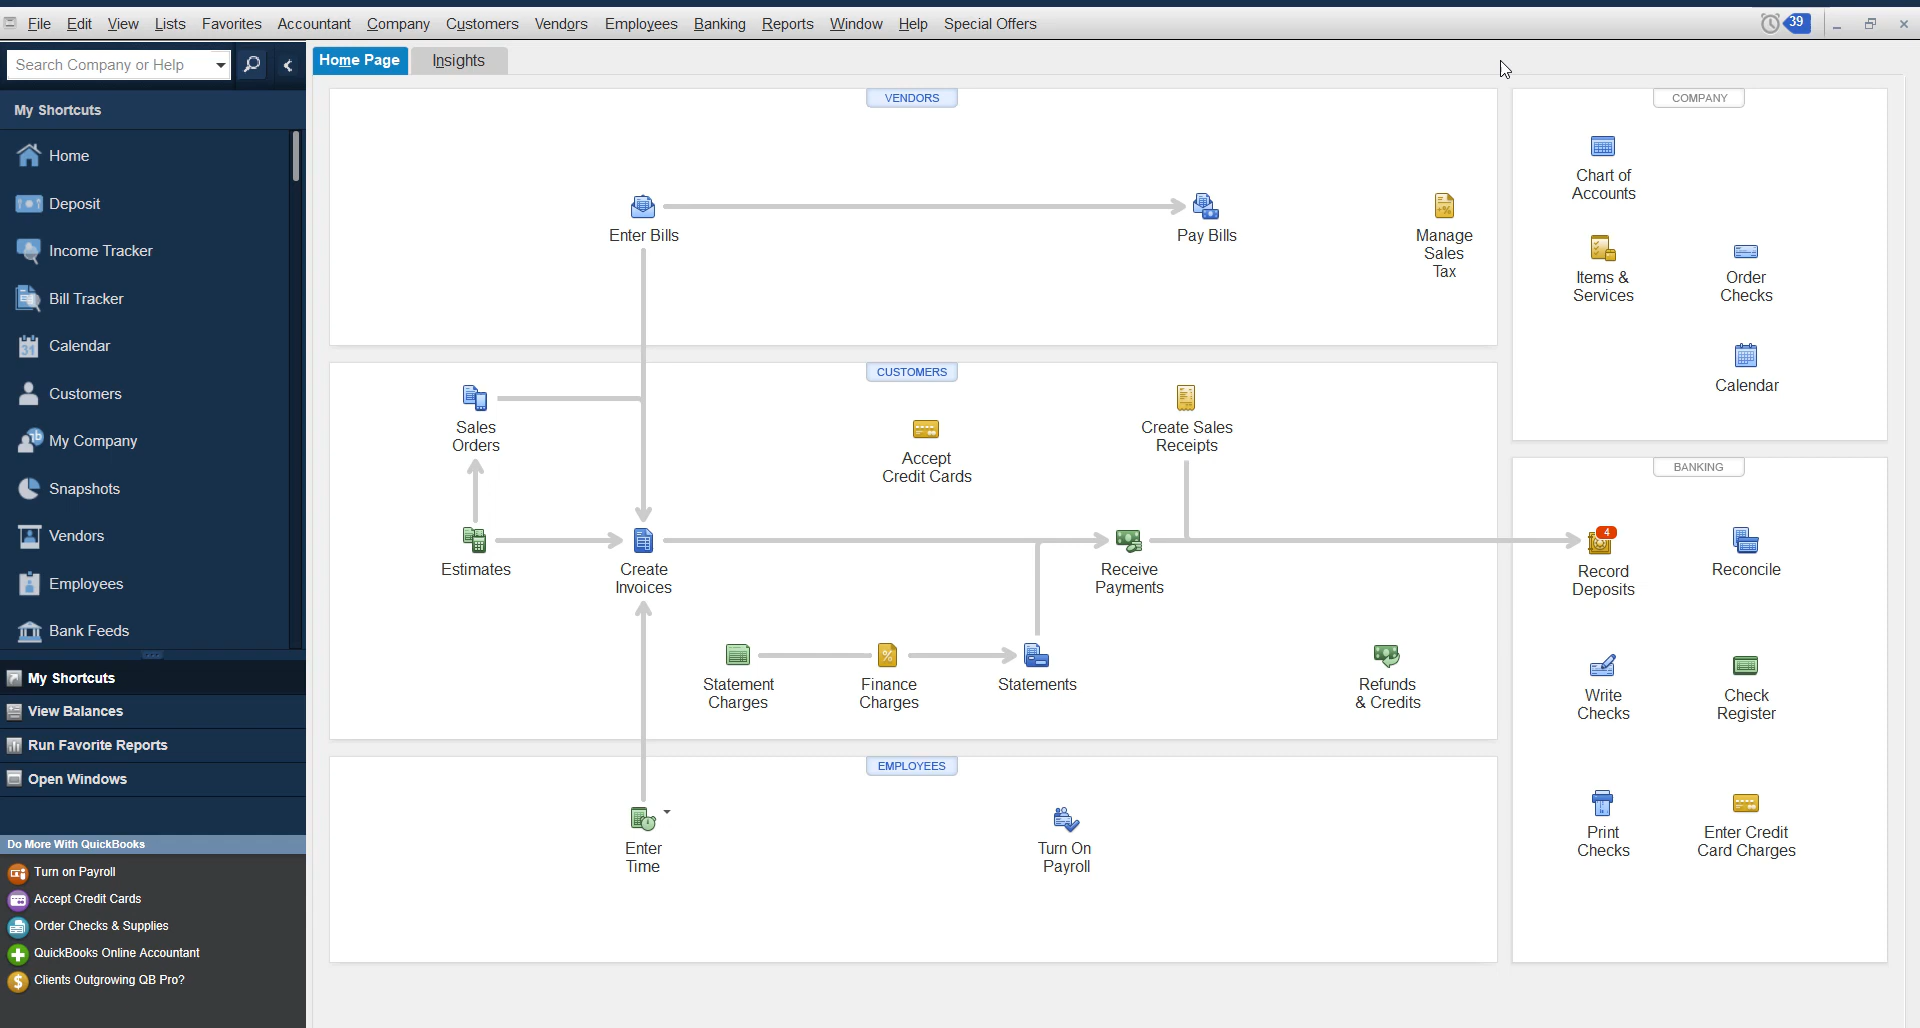 File Edit View Lists Favorites Accountant Company Customers Vendors Employees Banking Reports Window Help Special Offers
39
Search Company or Help
Home Page Insights
My Shortcuts
Home
Deposit
Income Tracker
Bill Tracker
31
Calendar
Customers
My Company
Snapshots
Vendors
Employees
Bank Feeds
My Shortcuts
View Balances
Run Favorite Reports
Open Windows
Do More With QuickBooks
Turn on Payroll
Accept Credit Cards
Order Checks & Supplies
QuickBooks Online Accountant
Clients Outgrowing QB Pro?
VENDORS
Enter Bills
Pay Bills
Manage
Sales
Tax
CUSTOMERS
Sales
Orders
Accept
Credit Cards
Create Sales
Receipts
Estimates
Create
Invoices
Receive
Payments
Statement
Charges
Finance
Charges
Statements
Refunds
& Credits
EMPLOYEES
Enter
Time
Turn On
Payroll
COMPANY
Chart of
Accounts
Items &
Services
Order
Checks
Calendar
BANKING
4
Record
Deposits
Reconcile
Write
Checks
Check
Register
Print
Checks
Enter Credit
Card Charges